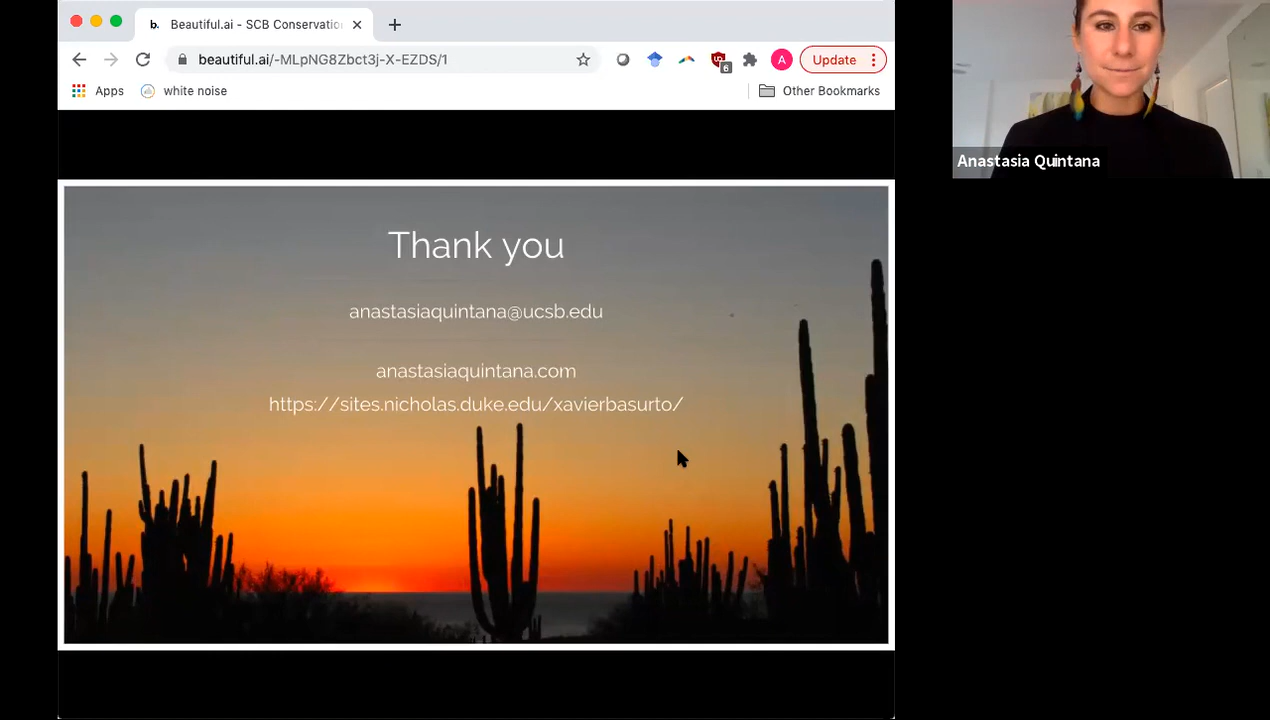 b. Beautiful.ai - SCB Conservatio
beautiful.ai/-MLpNG8Zbct3j-X-EZDS/1
6
A
Update
Apps
white noise
Other Bookmarks
Thank you
anastasiaquintana@ucsb.edu
anastasiaquintana.com
https://sites.nicholas.duke.edu/xavierbasurto/
Anastasia Quintana